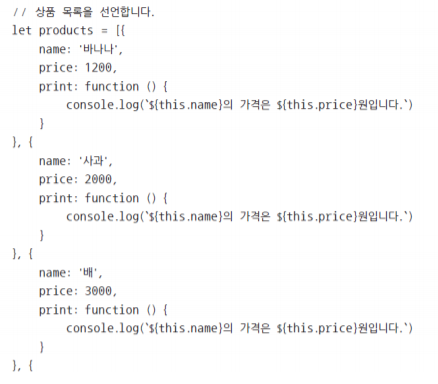 // 상품 목록을 선언합니다.
let products = [{
    name: '바나나',
    price: 1200,
    print: function () {
        console.log(`${this.name}의 가격은 ${this.price}원입니다.`)
    }
}, {
    name: '사과',
    price: 2000,
    print: function () {
        console.log(`${this.name}의 가격은 ${this.price}원입니다.`)
    }
}, {
    name: '배',
    price: 3000,
    print: function () {
        console.log(`${this.name}의 가격은 ${this.price}원입니다.`)
    }
}, {